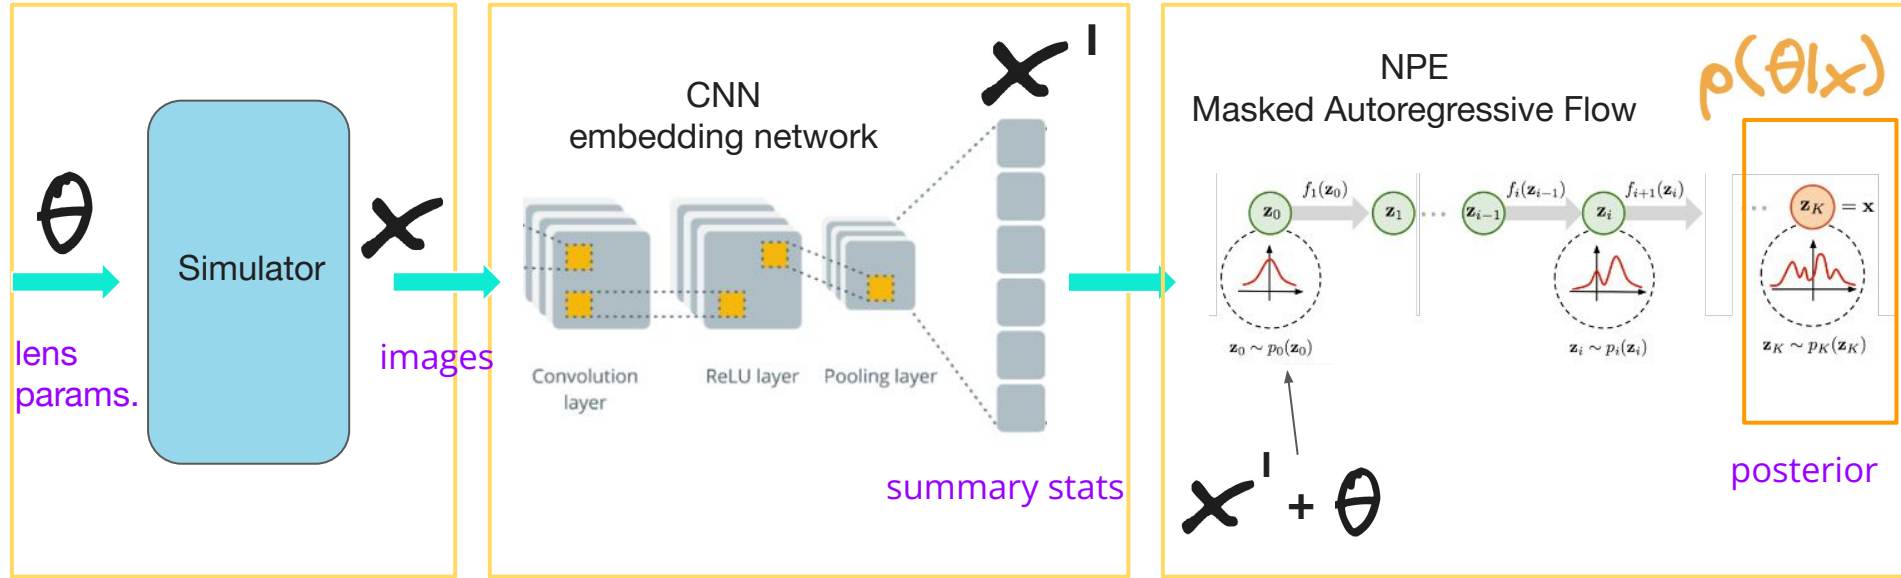 θ
lens
params.
Simulator
x
images
CNN
embedding network
x'
Convolution
layer
ReLU layer
Pooling layer
summary stats
NPE
Masked Autoregressive Flow
p(θ|x)
z₀
f₁(z₀)
z₁
...
zᵢ₋₁
fᵢ(zᵢ₋₁)
zᵢ
fᵢ₊₁(zᵢ)
...
z_K = x
z₀ ∼ p₀(z₀)
zᵢ ∼ pᵢ(zᵢ)
z_K ∼ p_K(z_K)
x' + θ
posterior